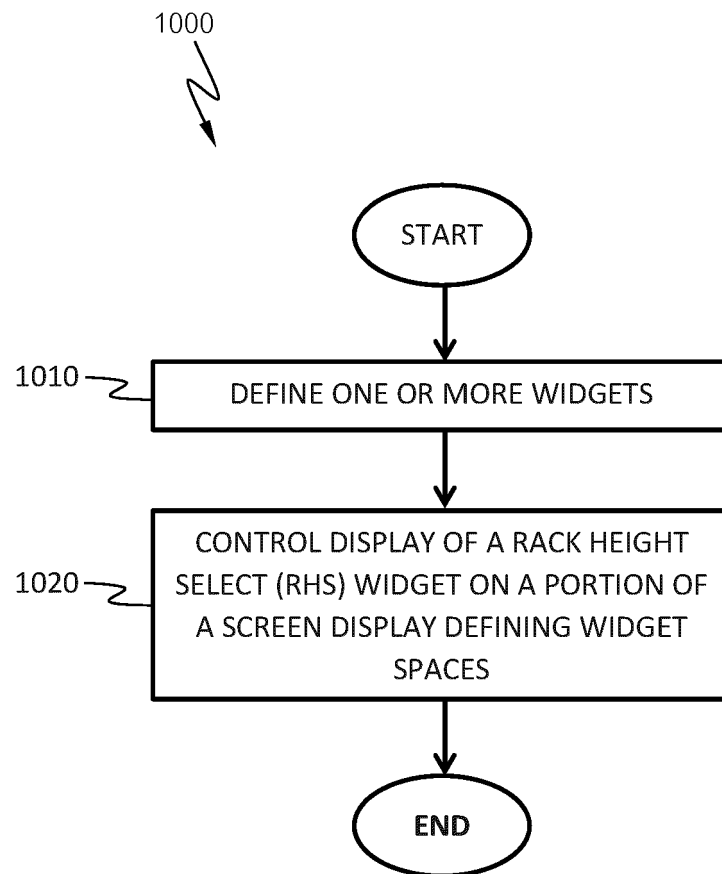 1000
START
1010
DEFINE ONE OR MORE WIDGETS
1020
CONTROL DISPLAY OF A RACK HEIGHT
SELECT (RHS) WIDGET ON A PORTION OF
A SCREEN DISPLAY DEFINING WIDGET
SPACES
END